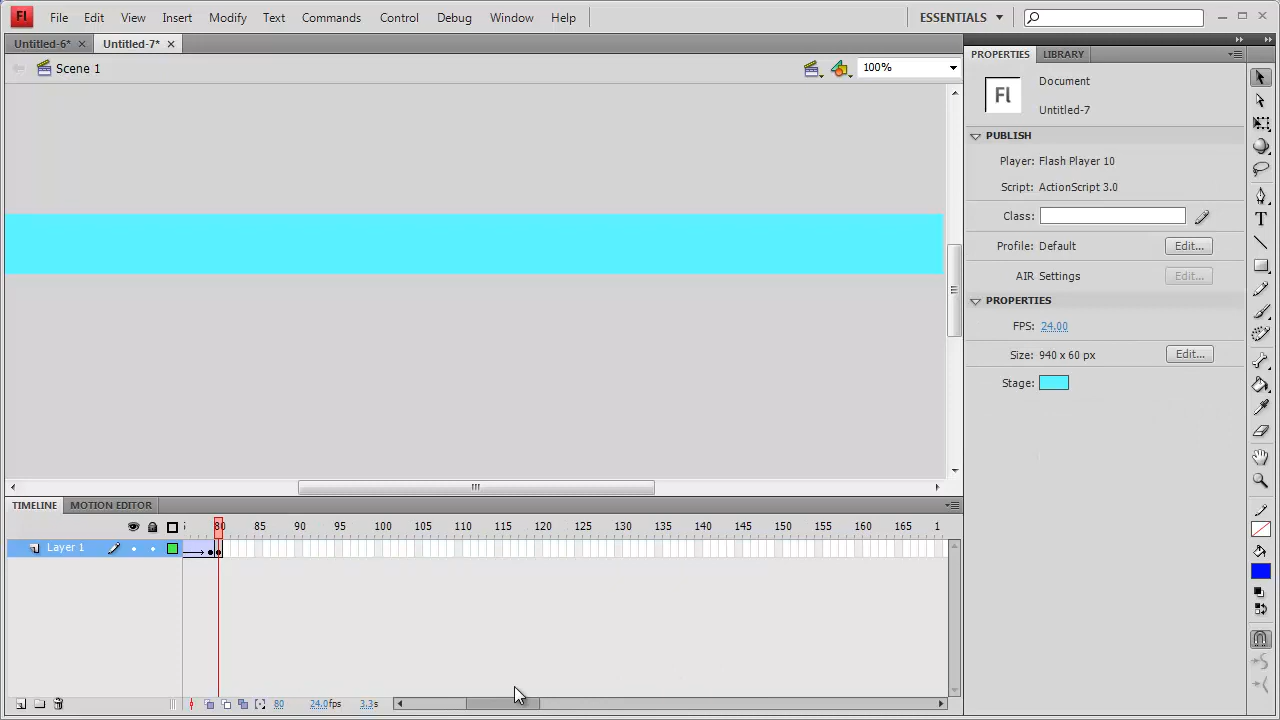 Fl File Edit View Insert Modify Text Commands Control Debug Window Help ESSENTIALS
Untitled-6* Untitled-7*
Scene 1 100%
PROPERTIES LIBRARY
Fl Document
Untitled-7
PUBLISH
Player: Flash Player 10
Script: ActionScript 3.0
Class:
Profile: Default Edit...
AIR Settings Edit...
PROPERTIES
FPS: 24.00
Size: 940 x 60 px Edit...
Stage:
TIMELINE MOTION EDITOR
80 85 90 95 100 105 110 115 120 125 130 135 140 145 150 155 160 165 1
Layer 1
80 24.0fps 3.3s